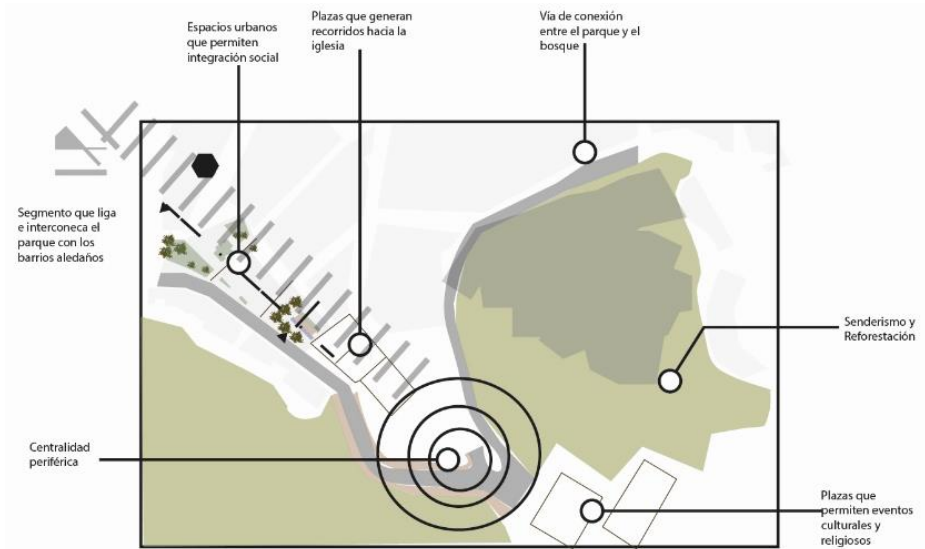 Espacios urbanos
que permiten
integración social
Plazas que generan
recorridos hacia la
iglesia
Vía de conexión
entre el parque y el
bosque
Segmento que liga
e interconeca el
parque con los
barrios aledaños
Senderismo y
Reforestación
Centralidad
periférica
Plazas que
permiten eventos
culturales y
religiosos